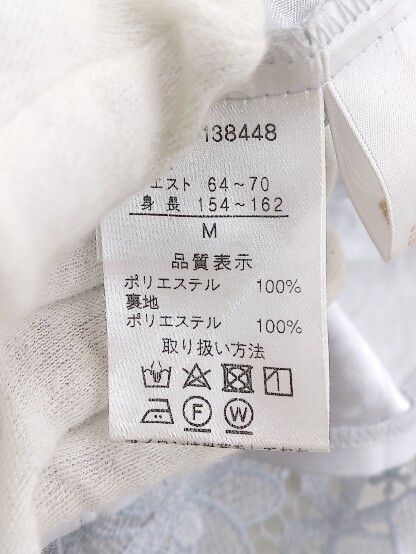 138448
エスト 64～70
身長 154～162
M
品質表示
ポリエステル 100%
裏地
ポリエステル 100%
取り扱い方法
F W